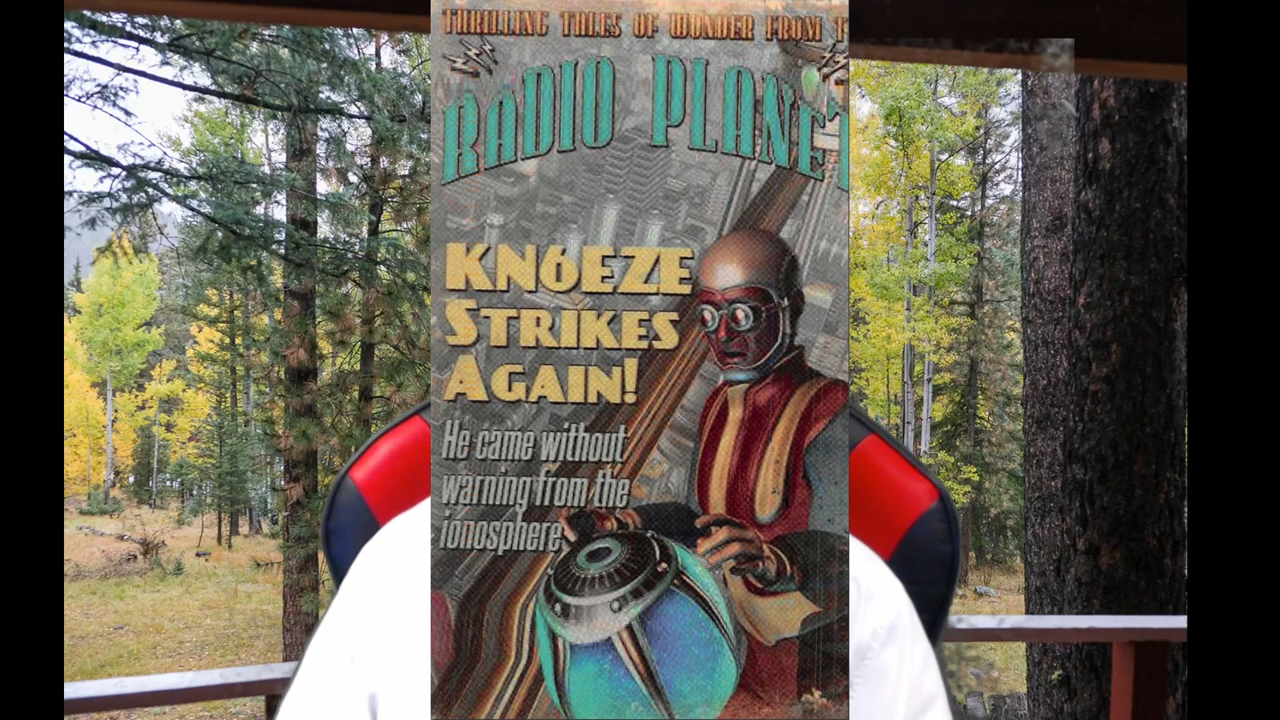 THRILLING TALES OF WONDER FROM T
RADIO PLANET
KN6EZE
STRIKES
AGAIN!
He came without
warning from the
ionosphere